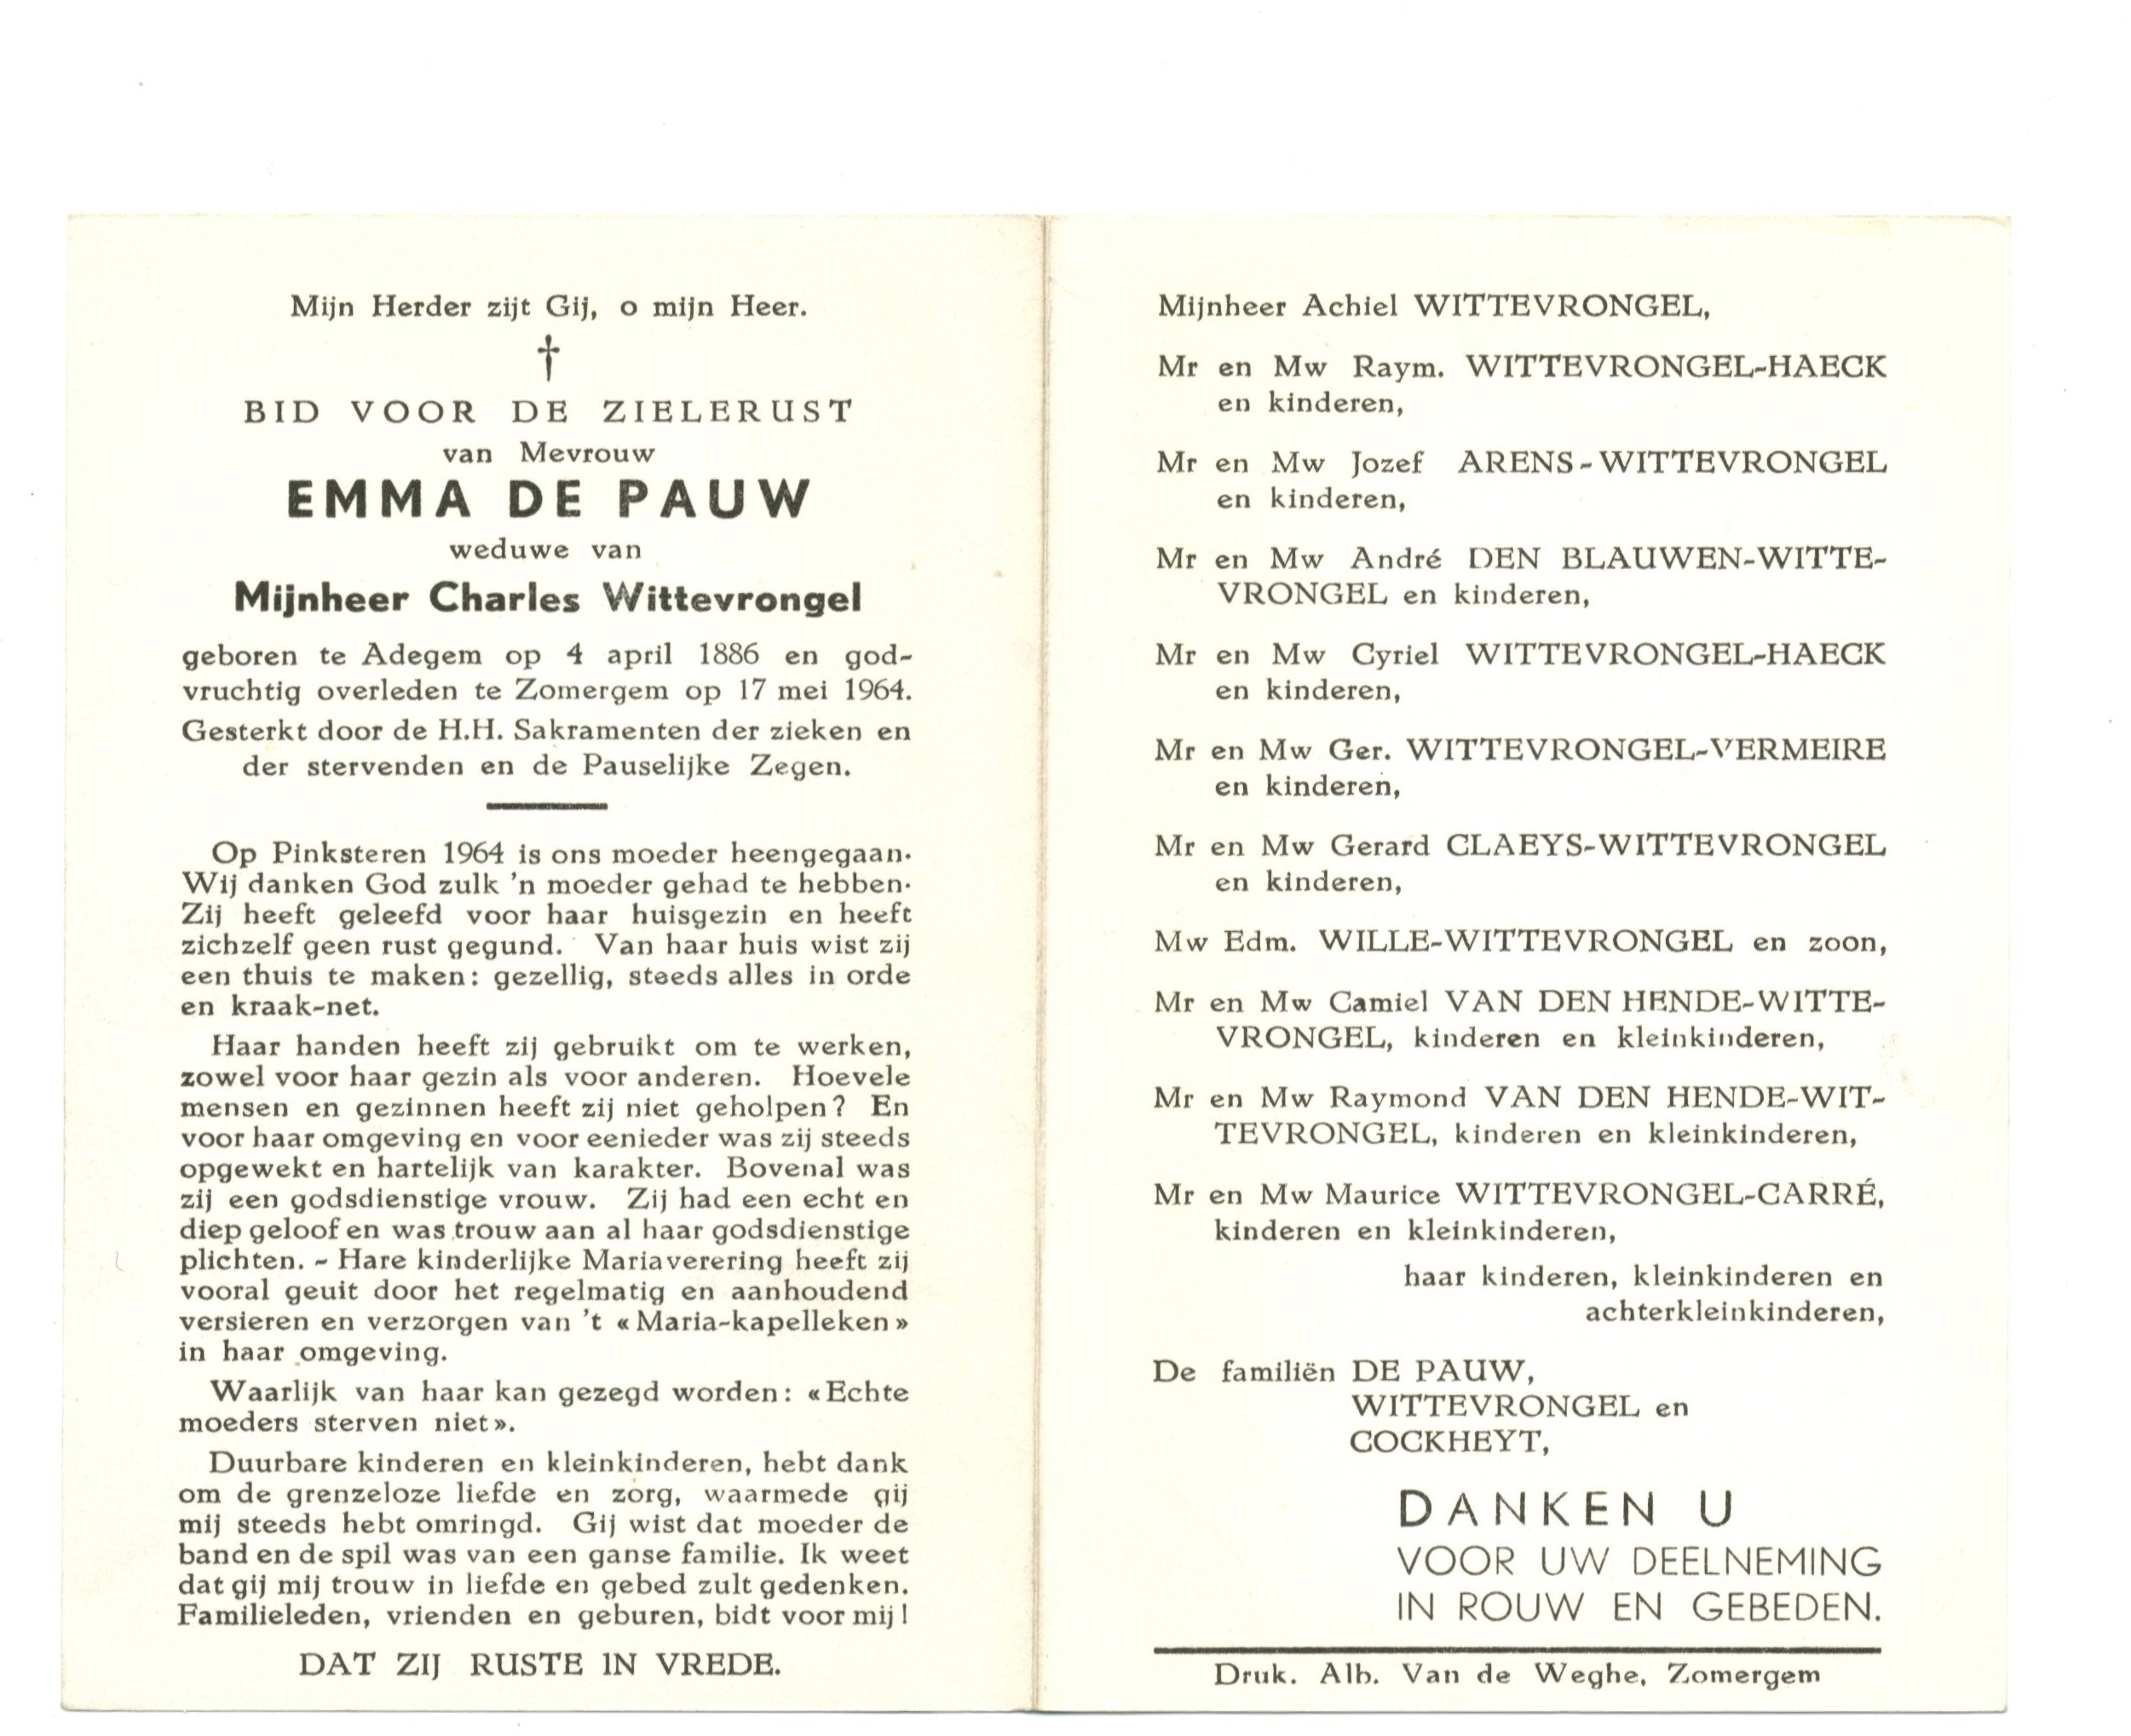 Mijn Herder zijt Gij, o mijn Heer.
†
BID VOOR DE ZIELERUST
van Mevrouw
EMMA DE PAUW
weduwe van
Mijnheer Charles Wittevrongel
geboren te Adegem op 4 april 1886 en god-
vruchtig overleden te Zomergem op 17 mei 1964.
Gesterkt door de H.H. Sakramenten der zieken en
der stervenden en de Pauselijke Zegen.
Op Pinksteren 1964 is ons moeder heengegaan.
Wij danken God zulk 'n moeder gehad te hebben.
Zij heeft geleefd voor haar huisgezin en heeft
zichzelf geen rust gegund. Van haar huis wist zij
een thuis te maken: gezellig, steeds alles in orde
en kraak-net.
Haar handen heeft zij gebruikt om te werken,
zowel voor haar gezin als voor anderen. Hoevele
mensen en gezinnen heeft zij niet geholpen? En
voor haar omgeving en voor eenieder was zij steeds
opgewekt en hartelijk van karakter. Bovenal was
zij een godsdienstige vrouw. Zij had een echt en
diep geloof en was trouw aan al haar godsdienstige
plichten. - Hare kinderlijke Mariaverering heeft zij
vooral geuit door het regelmatig en aanhoudend
versieren en verzorgen van 't « Maria-kapelleken »
in haar omgeving.
Waarlijk van haar kan gezegd worden: « Echte
moeders sterven niet ».
Duurbare kinderen en kleinkinderen, hebt dank
om de grenzeloze liefde en zorg, waarmede gij
mij steeds hebt omringd. Gij wist dat moeder de
band en de spil was van een ganse familie. Ik weet
dat gij mij trouw in liefde en gebed zult gedenken.
Familieleden, vrienden en geburen, bidt voor mij!
DAT ZIJ RUSTE IN VREDE.
Mijnheer Achiel WITTEVRONGEL,
Mr en Mw Raym. WITTEVRONGEL-HAECK
en kinderen,
Mr en Mw Jozef ARENS-WITTEVRONGEL
en kinderen,
Mr en Mw André DEN BLAUWEN-WITTE-
VRONGEL en kinderen,
Mr en Mw Cyriel WITTEVRONGEL-HAECK
en kinderen,
Mr en Mw Ger. WITTEVRONGEL-VERMEIRE
en kinderen,
Mr en Mw Gerard CLAEYS-WITTEVRONGEL
en kinderen,
Mw Edm. WILLE-WITTEVRONGEL en zoon,
Mr en Mw Camiel VAN DEN HENDE-WITTE-
VRONGEL, kinderen en kleinkinderen,
Mr en Mw Raymond VAN DEN HENDE-WIT-
TEVRONGEL, kinderen en kleinkinderen,
Mr en Mw Maurice WITTEVRONGEL-CARRÉ,
kinderen en kleinkinderen,
haar kinderen, kleinkinderen en
achterkleinkinderen,
De familiën DE PAUW,
WITTEVRONGEL en
COCKHEYT,
DANKEN U
VOOR UW DEELNEMING
IN ROUW EN GEBEDEN.
Druk. Alb. Van de Weghe, Zomergem